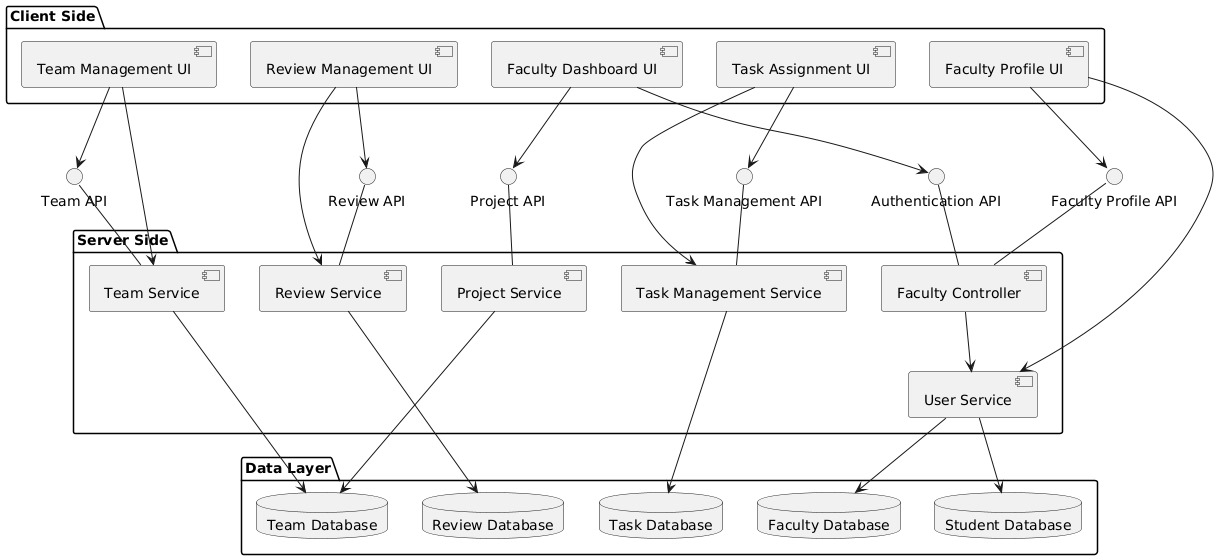 Client Side
Team Management UI
Review Management UI
Faculty Dashboard UI
Task Assignment UI
Faculty Profile UI
Team API
Review API
Project API
Task Management API
Authentication API
Faculty Profile API
Server Side
Team Service
Review Service
Project Service
Task Management Service
Faculty Controller
User Service
Data Layer
Team Database
Review Database
Task Database
Faculty Database
Student Database